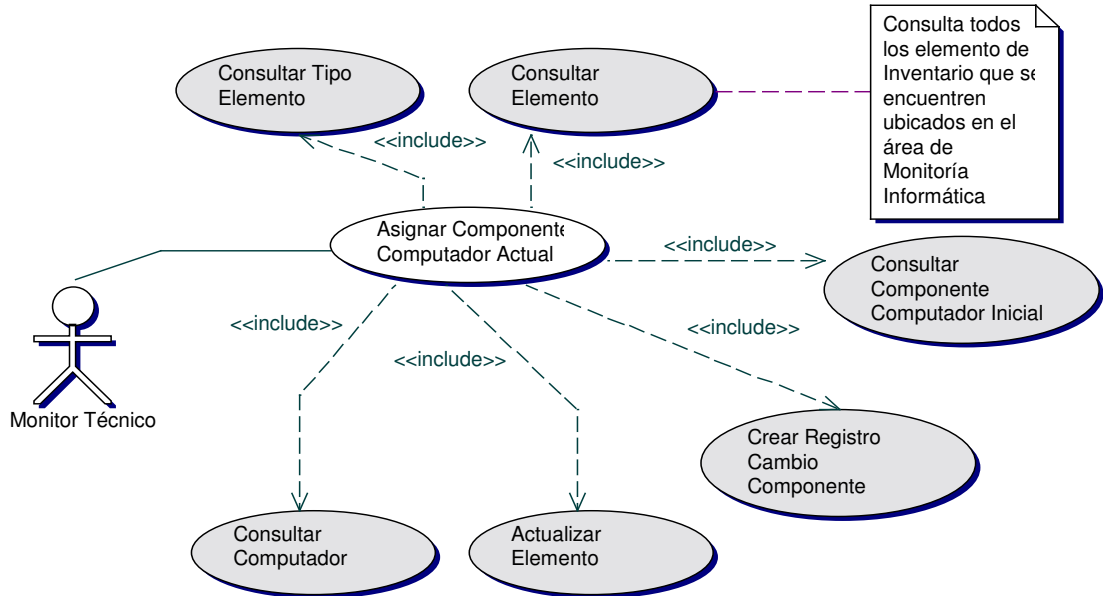 Consultar Tipo
Elemento
Consultar
Elemento
Consulta todos
los elemento de
Inventario que se
encuentren
ubicados en el
área de
Monitoría
Informática
<<include>>
<<include>>
Asignar Componente
Computador Actual
<<include>>
Consultar
Componente
Computador Inicial
<<include>>
<<include>>
<<include>>
Monitor Técnico
Crear Registro
Cambio
Componente
Consultar
Computador
Actualizar
Elemento